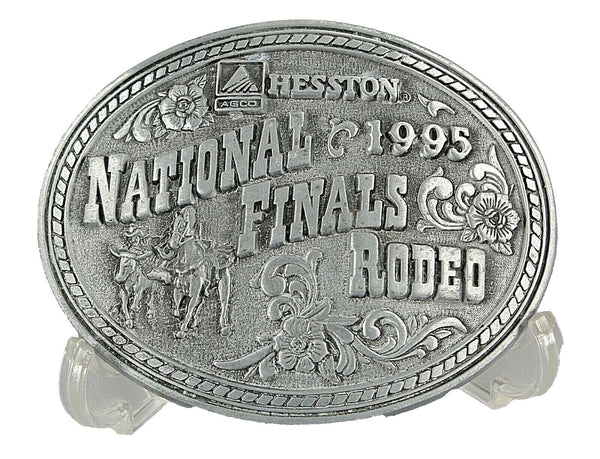 HESSTON®
AGCO
1995
NATIONAL
FINALS
RODEO